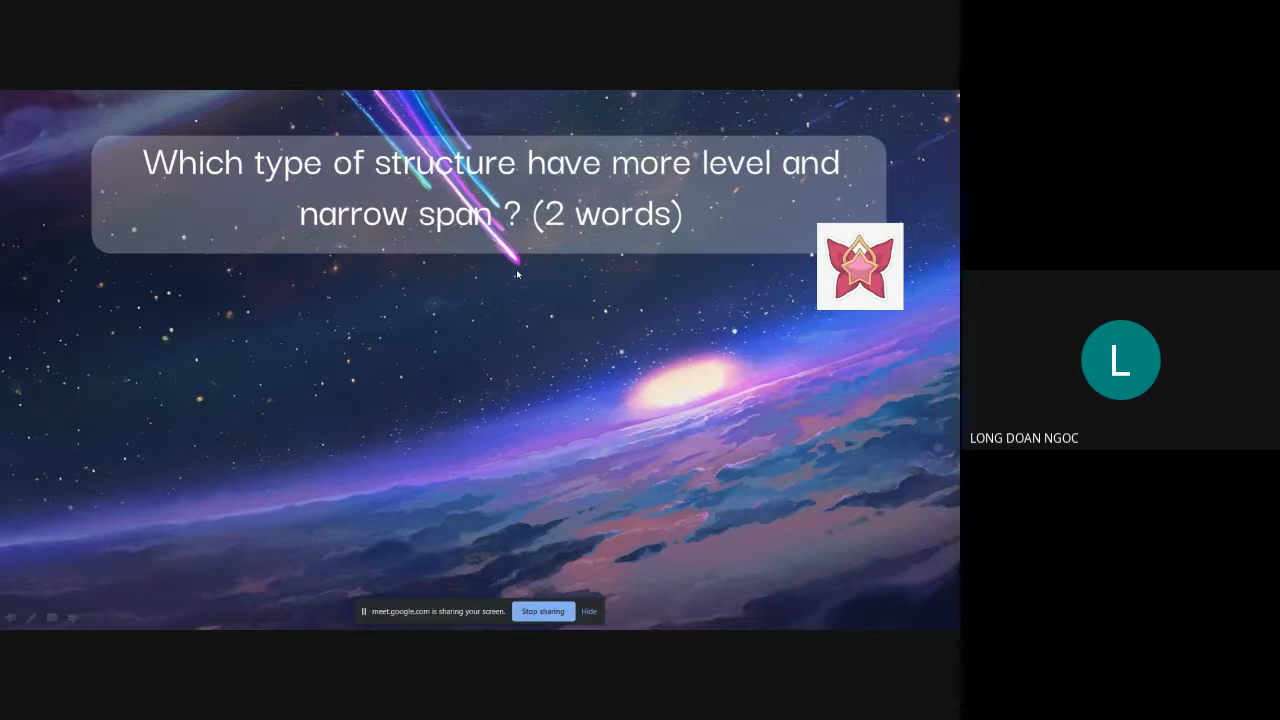 Which type of structure have more level and
narrow span ? (2 words)
L
LONG DOAN NGOC
meet.google.com is sharing your screen.
Stop sharing
Hide